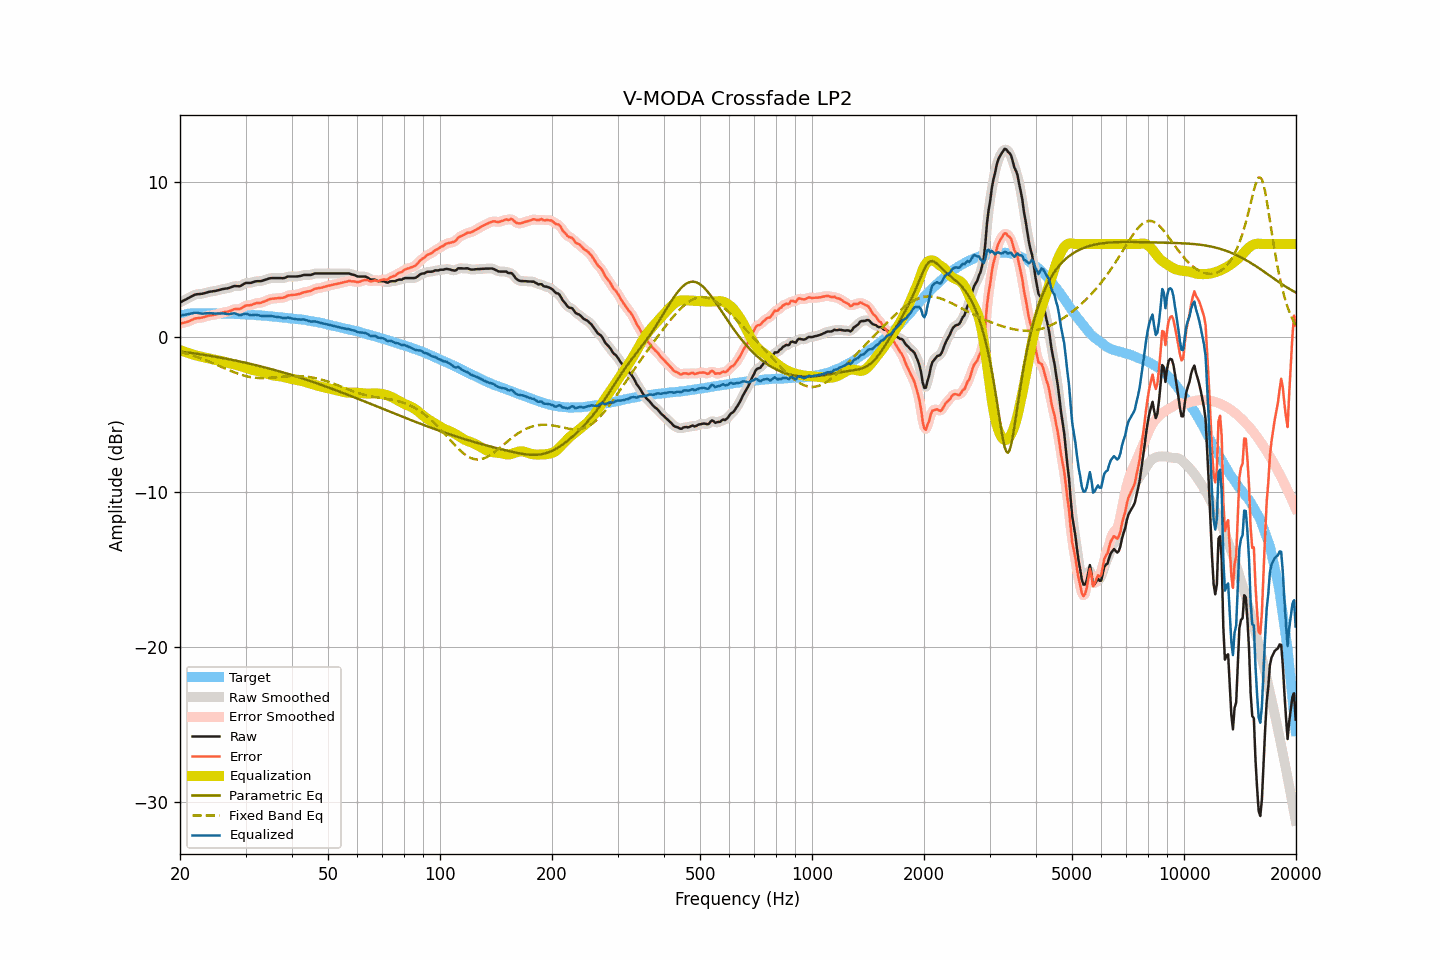 V-MODA Crossfade LP2
Amplitude (dBr)
10
0
−10
−20
−30
Target
Raw Smoothed
Error Smoothed
Raw
Error
Equalization
Parametric Eq
Fixed Band Eq
Equalized
20 50 100 200 500 1000 2000 5000 10000 20000
Frequency (Hz)